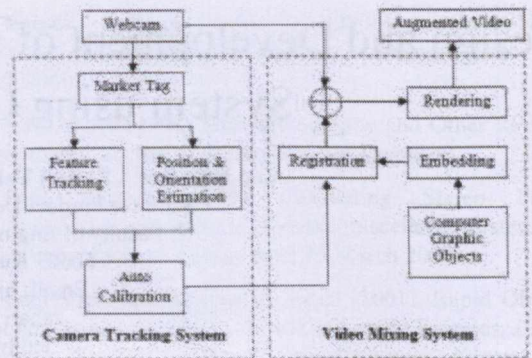 Webcam
Augmented Video
Marker Tag
Rendering
Feature
Tracking
Position &
Orientation
Estimation
Registration
Embedding
Computer
Graphic
Objects
Auto
Calibration
Camera Tracking System
Video Mixing System